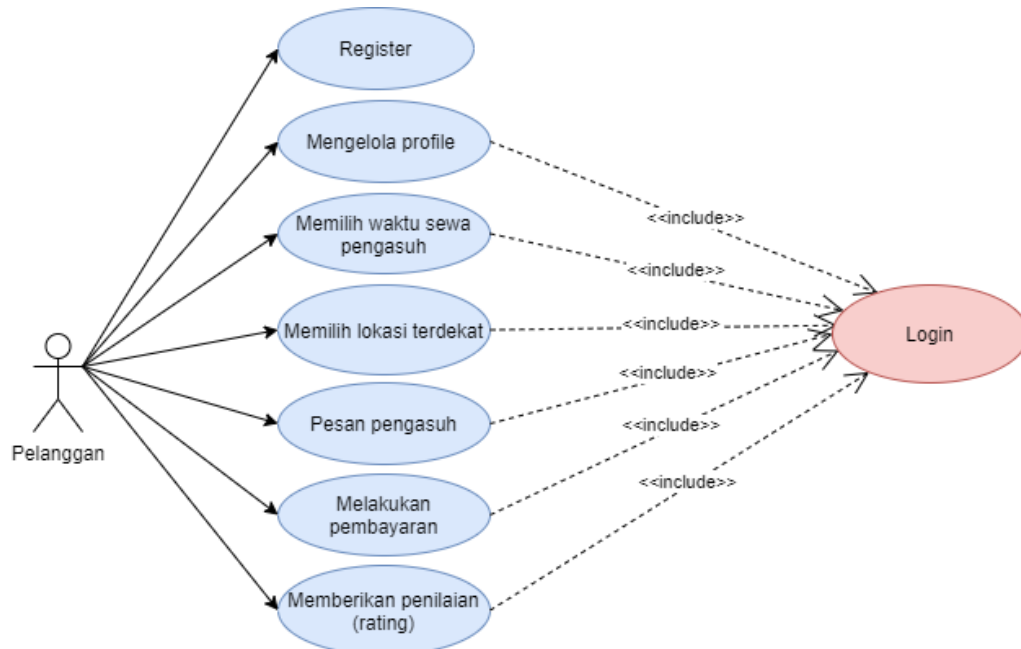 Register
Mengelola profile
<<include>>
Memilih waktu sewa
pengasuh
<<include>>
Memilih lokasi terdekat
<<include>>
Login
<<include>>
Pesan pengasuh
<<include>>
Pelanggan
<<include>>
Melakukan
pembayaran
Memberikan penilaian
(rating)